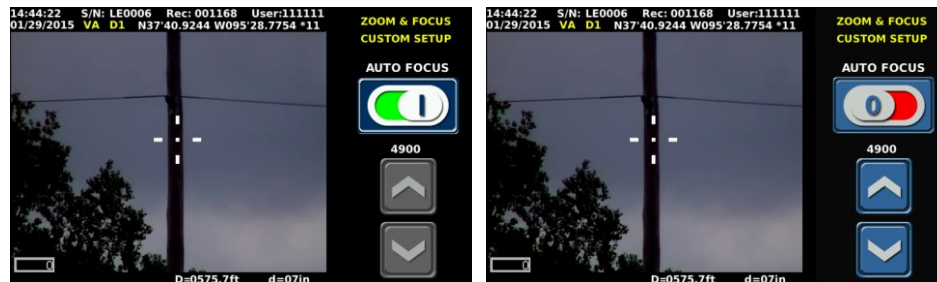 14:44:22 S/N: LE0006 Rec: 001168 User:111111
01/29/2015 VA D1 N37'40.9244 W095'28.7754 *11
ZOOM & FOCUS
CUSTOM SETUP
AUTO FOCUS
I
4900
0
D=0575.7ft d=07in
14:44:22 S/N: LE0006 Rec: 001168 User:111111
01/29/2015 VA D1 N37'40.9244 W095'28.7754 *11
ZOOM & FOCUS
CUSTOM SETUP
AUTO FOCUS
0
4900
0
D=0575.7ft d=07in